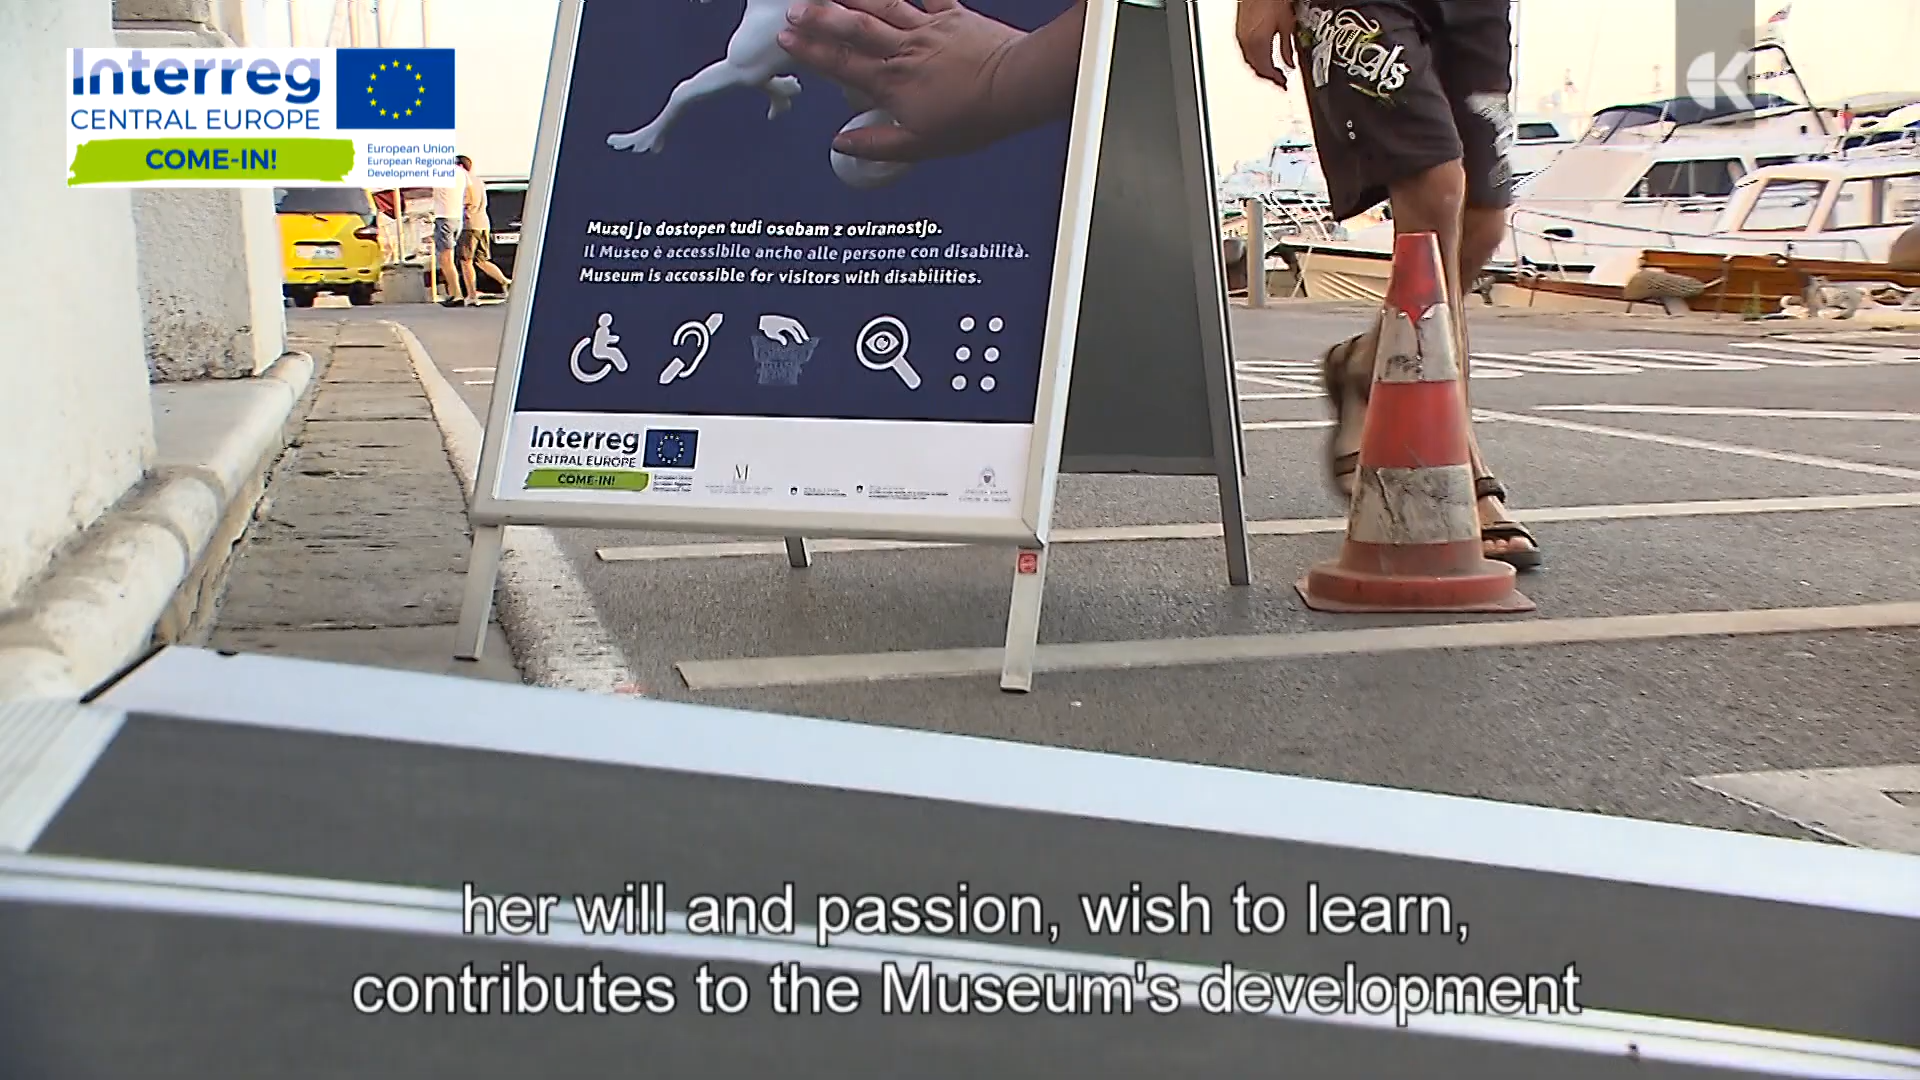 Interreg
CENTRAL EUROPE
COME-IN!
European Union
European Regional
Development Fund
Muzej je dostopen tudi osebam z oviranostjo.
Il Museo è accessibile anche alle persone con disabilità.
Museum is accessible for visitors with disabilities.
Interreg
CENTRAL EUROPE
COME-IN!
her will and passion, wish to learn,
contributes to the Museum's development